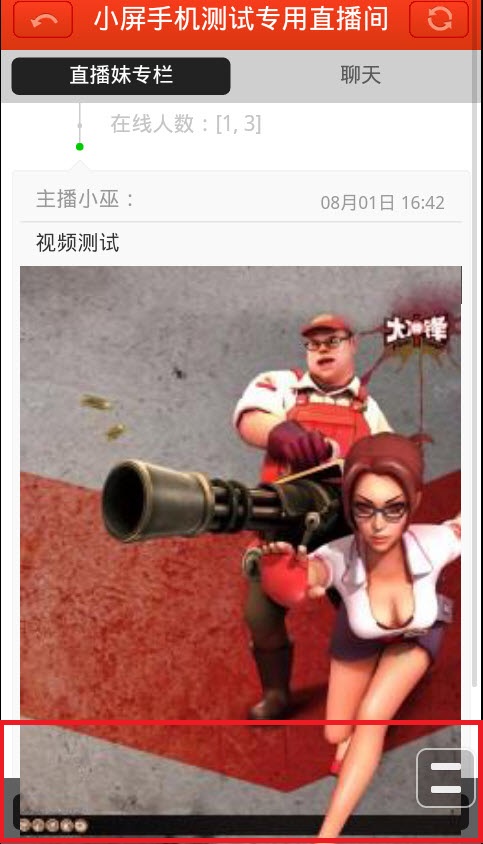 小屏手机测试专用直播间
直播妹专栏
聊天
在线人数：[1, 3]
主播小巫：
08月01日 16:42
视频测试
大冲锋